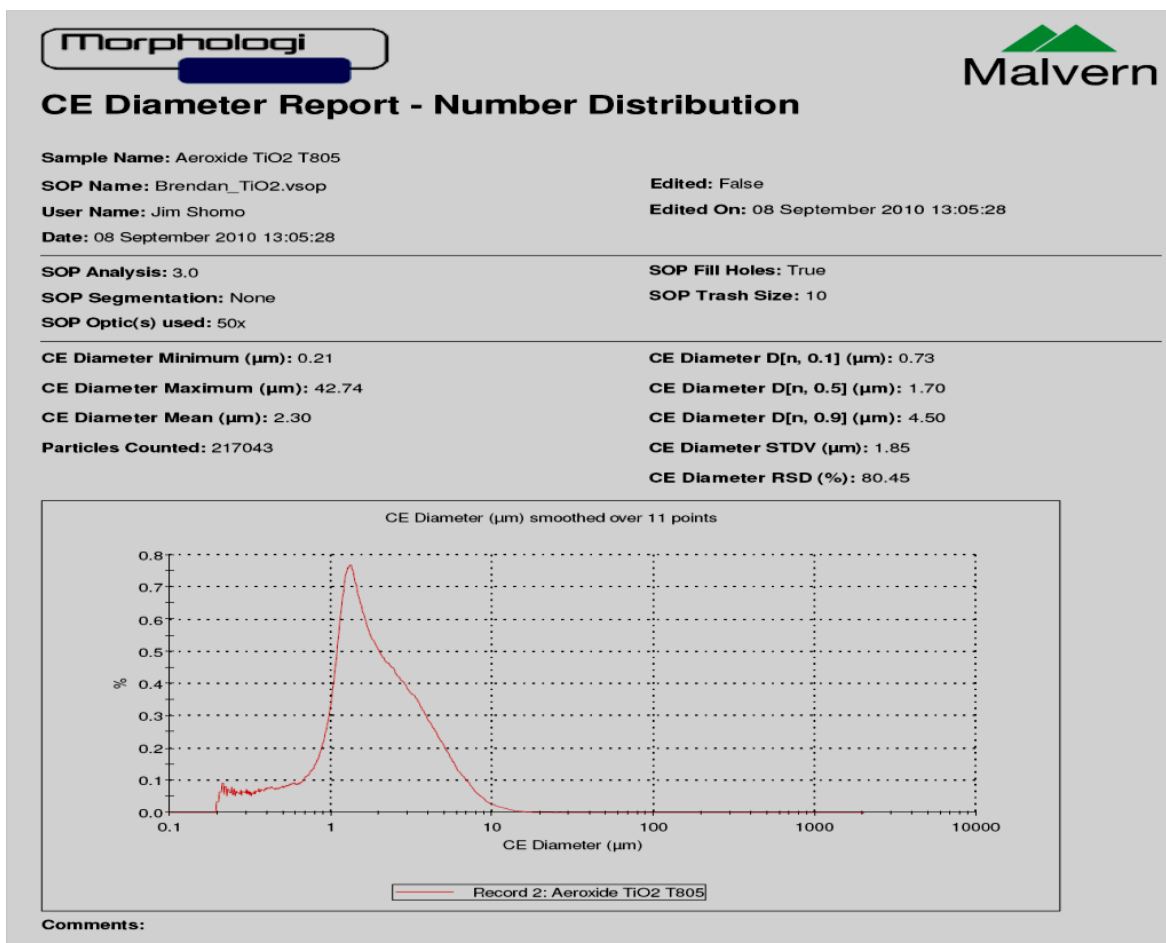 Morphologi
Malvern
CE Diameter Report - Number Distribution
Sample Name: Aeroxide TiO2 T805
SOP Name: Brendan_TiO2.vsop
Edited: False
User Name: Jim Shomo
Edited On: 08 September 2010 13:05:28
Date: 08 September 2010 13:05:28
SOP Analysis: 3.0
SOP Fill Holes: True
SOP Segmentation: None
SOP Trash Size: 10
SOP Optic(s) used: 50x
CE Diameter Minimum (µm): 0.21
CE Diameter D[n, 0.1] (µm): 0.73
CE Diameter Maximum (µm): 42.74
CE Diameter D[n, 0.5] (µm): 1.70
CE Diameter Mean (µm): 2.30
CE Diameter D[n, 0.9] (µm): 4.50
Particles Counted: 217043
CE Diameter STDV (µm): 1.85
CE Diameter RSD (%): 80.45
CE Diameter (µm) smoothed over 11 points
0.8
0.7
0.6
0.5
%
0.4
0.3
0.2
0.1
0.0
0.1 1 10 100 1000 10000
CE Diameter (µm)
Record 2: Aeroxide TiO2 T805
Comments: